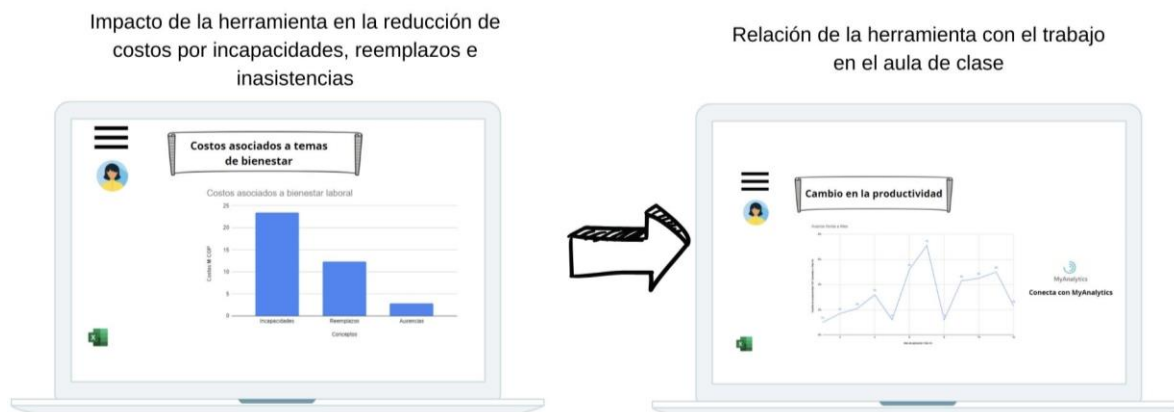 Impacto de la herramienta en la reducción de
costos por incapacidades, reemplazos e
inasistencias
Costos asociados a temas
de bienestar
Costos asociados a bienestar laboral
25
20
15
10
5
0
Costos M COP
Incapacidades Reemplazos Ausencias
Conceptos
Relación de la herramienta con el trabajo
en el aula de clase
Cambio en la productividad
MyAnalytics
Conecta con MyAnalytics